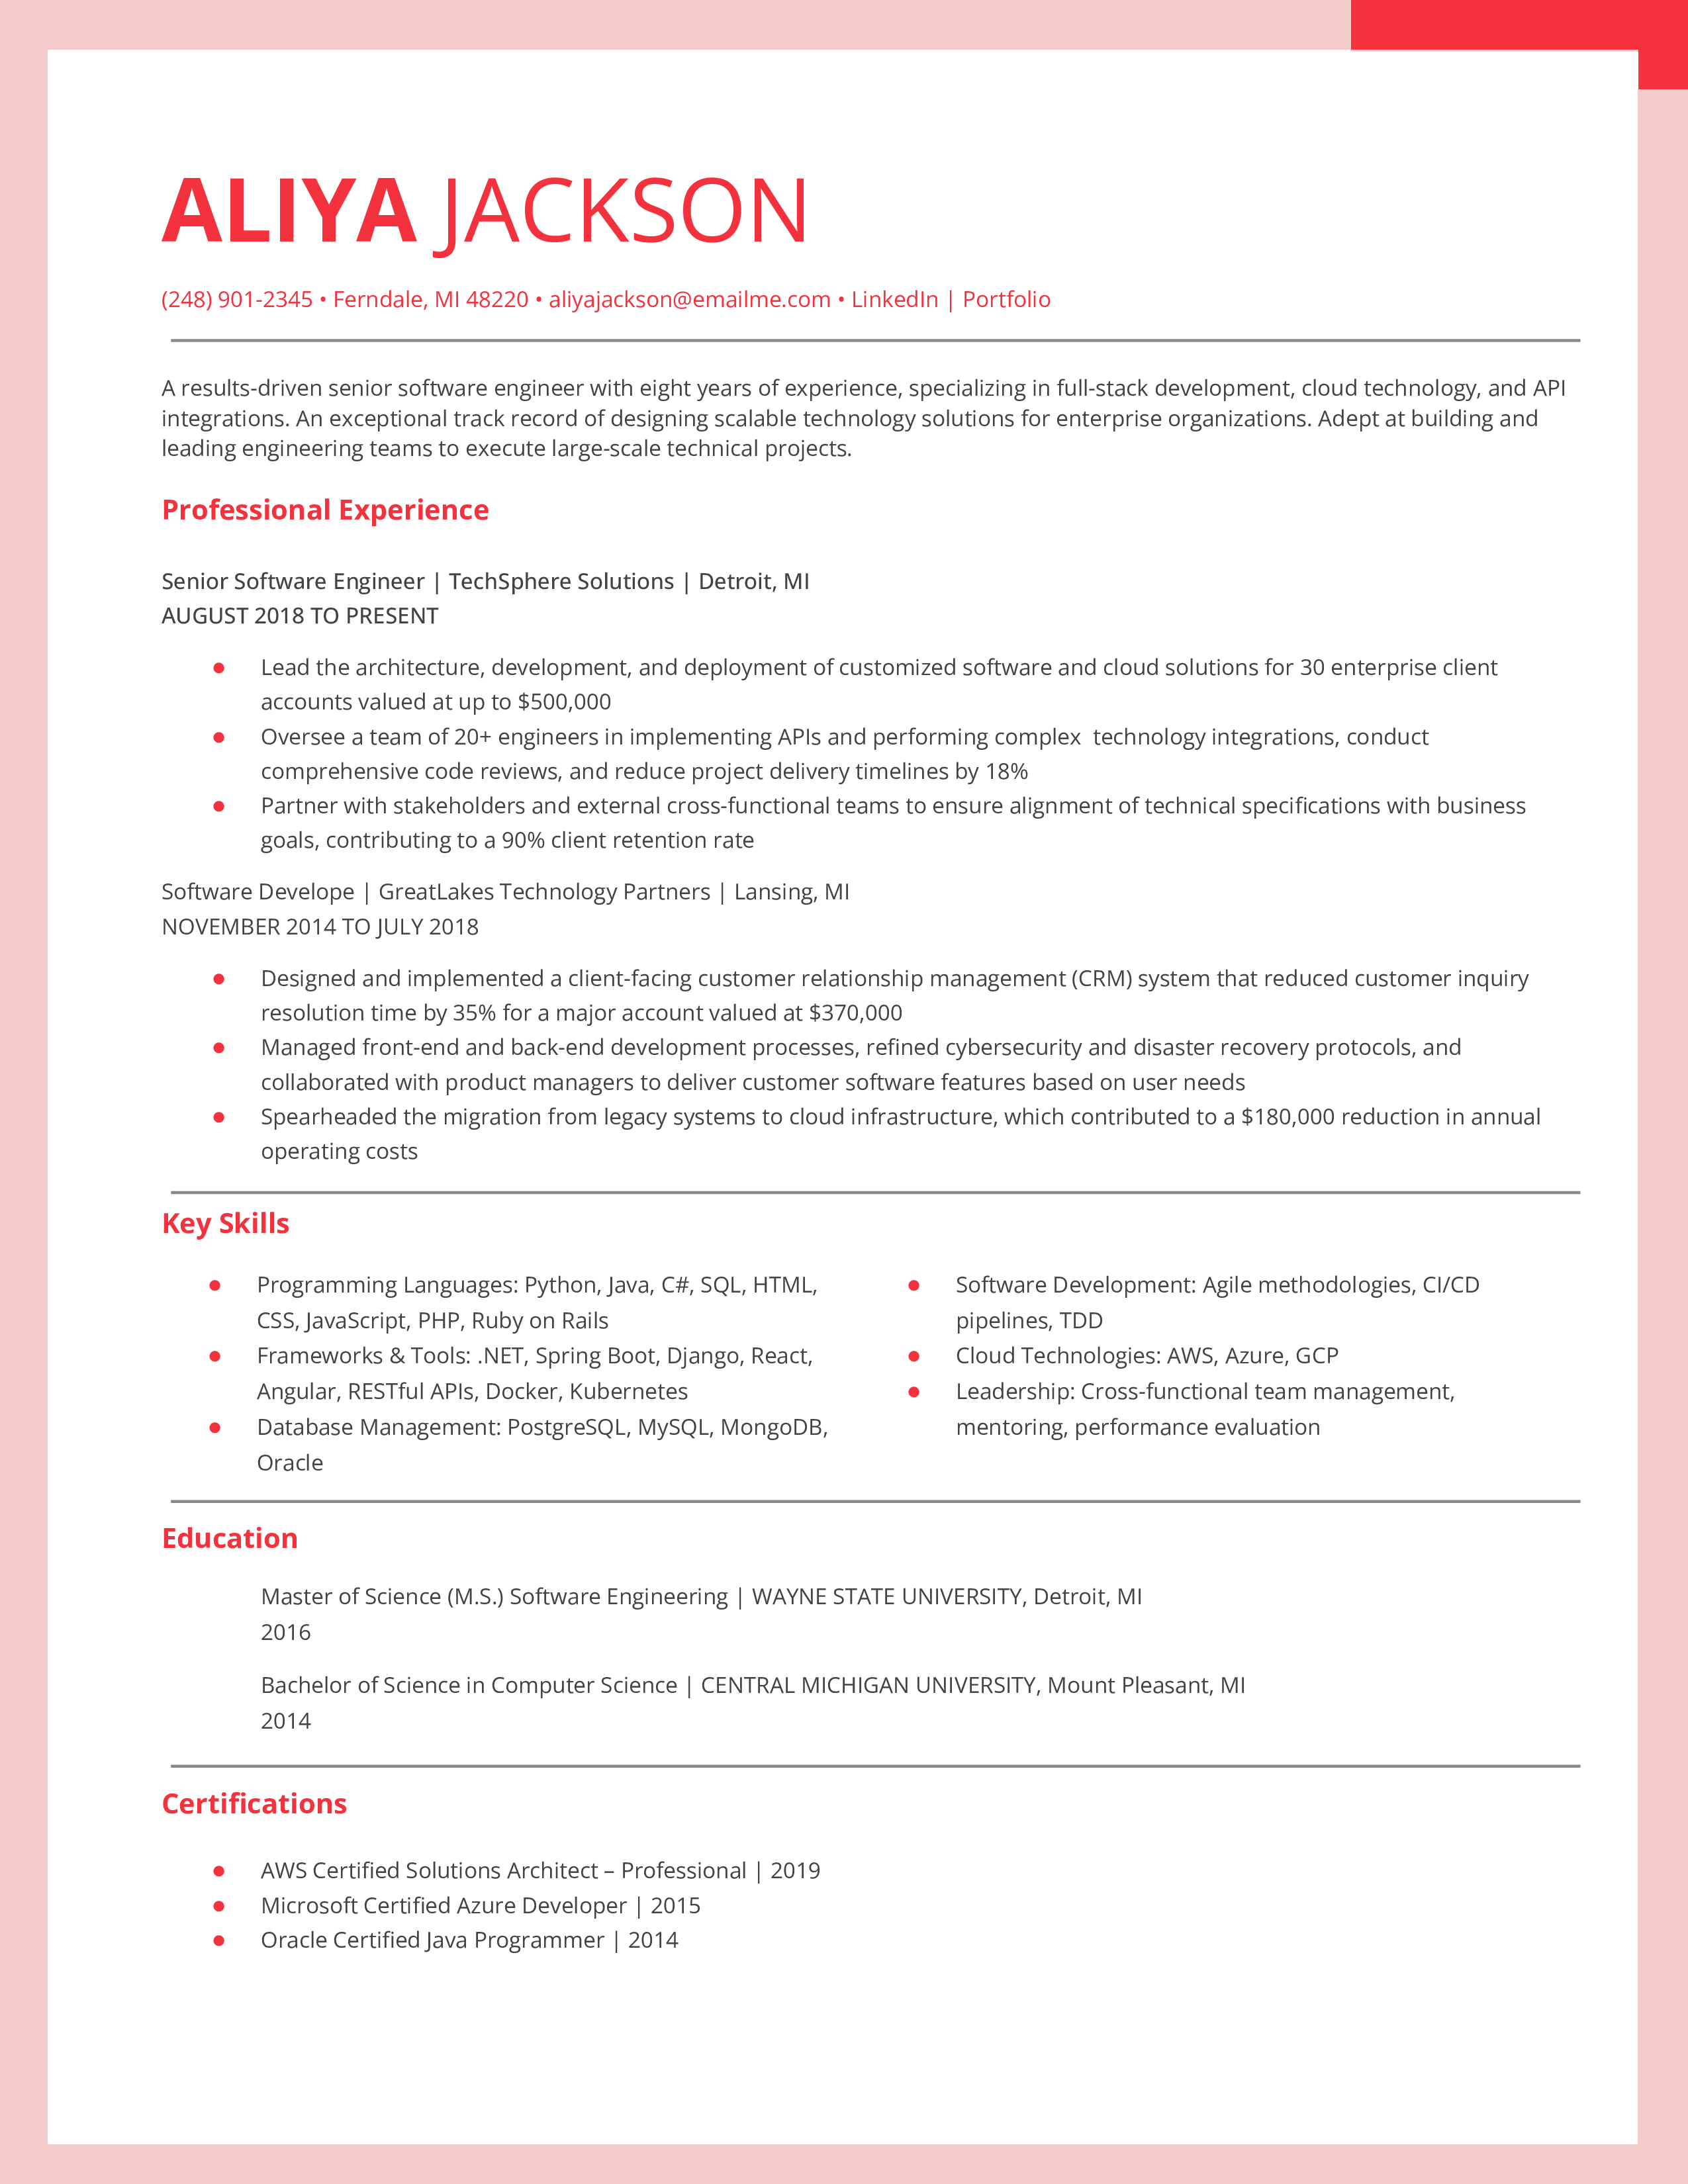 ALIYA JACKSON
(248) 901-2345 • Ferndale, MI 48220 • aliyajackson@emailme.com • LinkedIn | Portfolio
A results-driven senior software engineer with eight years of experience, specializing in full-stack development, cloud technology, and API
integrations. An exceptional track record of designing scalable technology solutions for enterprise organizations. Adept at building and
leading engineering teams to execute large-scale technical projects.
Professional Experience
Senior Software Engineer | TechSphere Solutions | Detroit, MI
AUGUST 2018 TO PRESENT
● Lead the architecture, development, and deployment of customized software and cloud solutions for 30 enterprise client
accounts valued at up to $500,000
● Oversee a team of 20+ engineers in implementing APIs and performing complex  technology integrations, conduct
comprehensive code reviews, and reduce project delivery timelines by 18%
● Partner with stakeholders and external cross-functional teams to ensure alignment of technical specifications with business
goals, contributing to a 90% client retention rate
Software Develope | GreatLakes Technology Partners | Lansing, MI
NOVEMBER 2014 TO JULY 2018
● Designed and implemented a client-facing customer relationship management (CRM) system that reduced customer inquiry
resolution time by 35% for a major account valued at $370,000
● Managed front-end and back-end development processes, refined cybersecurity and disaster recovery protocols, and
collaborated with product managers to deliver customer software features based on user needs
● Spearheaded the migration from legacy systems to cloud infrastructure, which contributed to a $180,000 reduction in annual
operating costs
Key Skills
● Programming Languages: Python, Java, C#, SQL, HTML,
CSS, JavaScript, PHP, Ruby on Rails
● Frameworks & Tools: .NET, Spring Boot, Django, React,
Angular, RESTful APIs, Docker, Kubernetes
● Database Management: PostgreSQL, MySQL, MongoDB,
Oracle
● Software Development: Agile methodologies, CI/CD
pipelines, TDD
● Cloud Technologies: AWS, Azure, GCP
● Leadership: Cross-functional team management,
mentoring, performance evaluation
Education
Master of Science (M.S.) Software Engineering | WAYNE STATE UNIVERSITY, Detroit, MI
2016
Bachelor of Science in Computer Science | CENTRAL MICHIGAN UNIVERSITY, Mount Pleasant, MI
2014
Certifications
● AWS Certified Solutions Architect – Professional | 2019
● Microsoft Certified Azure Developer | 2015
● Oracle Certified Java Programmer | 2014